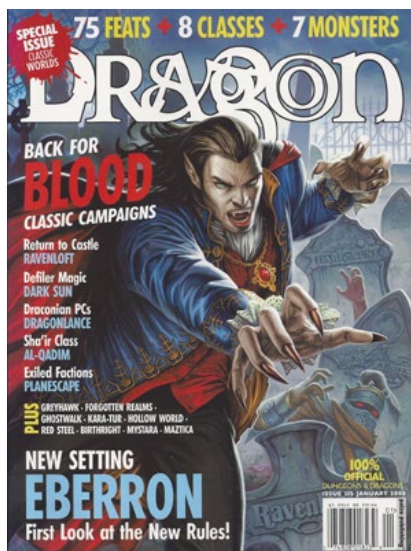 SPECIAL
ISSUE
CLASSIC
WORLDS
75 FEATS + 8 CLASSES + 7 MONSTERS
DRAGON
BACK FOR
BLOOD
CLASSIC CAMPAIGNS
Return to Castle
RAVENLOFT
Defiler Magic
DARK SUN
Draconian PCs
DRAGONLANCE
Sha'ir Class
AL-QADIM
Exiled Factions
PLANESCAPE
PLUS
GREYHAWK · FORGOTTEN REALMS ·
GHOSTWALK · KARA-TUR · HOLLOW WORLD ·
RED STEEL · BIRTHRIGHT · MYSTARA · MAZTICA
NEW SETTING
EBERRON
First Look at the New Rules!
100%
OFFICIAL
DUNGEONS & DRAGONS
ISSUE 315 JANUARY 2004
paizo publishing